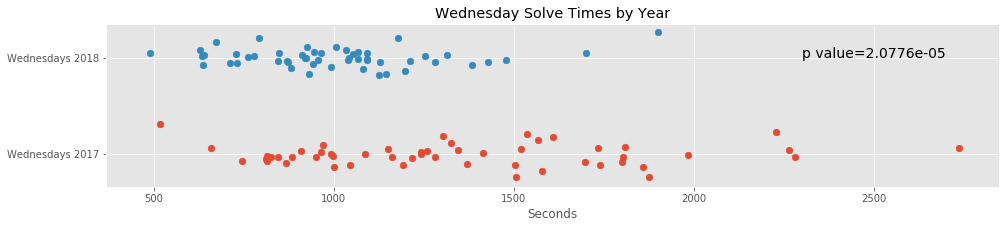 Wednesday Solve Times by Year
Wednesdays 2018
p value=2.0776e-05
Wednesdays 2017
500 1000 1500 2000 2500
Seconds